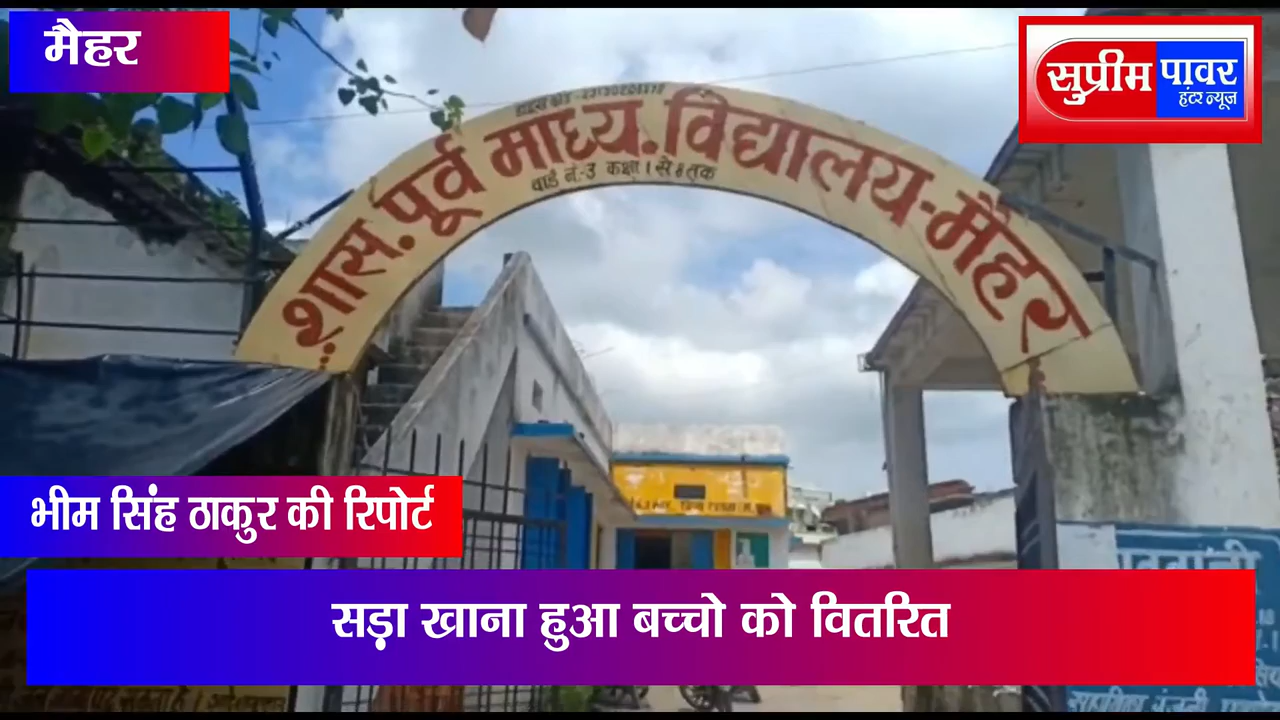 मैहर
सुप्रीम पावर
हंटर न्यूज
शास. पूर्व माध्य. विद्यालय-मैहर
वार्ड नं.-3 कक्षा 1 से 8 तक
भीम सिंह ठाकुर की रिपोर्ट
सड़ा खाना हुआ बच्चो को वितरित